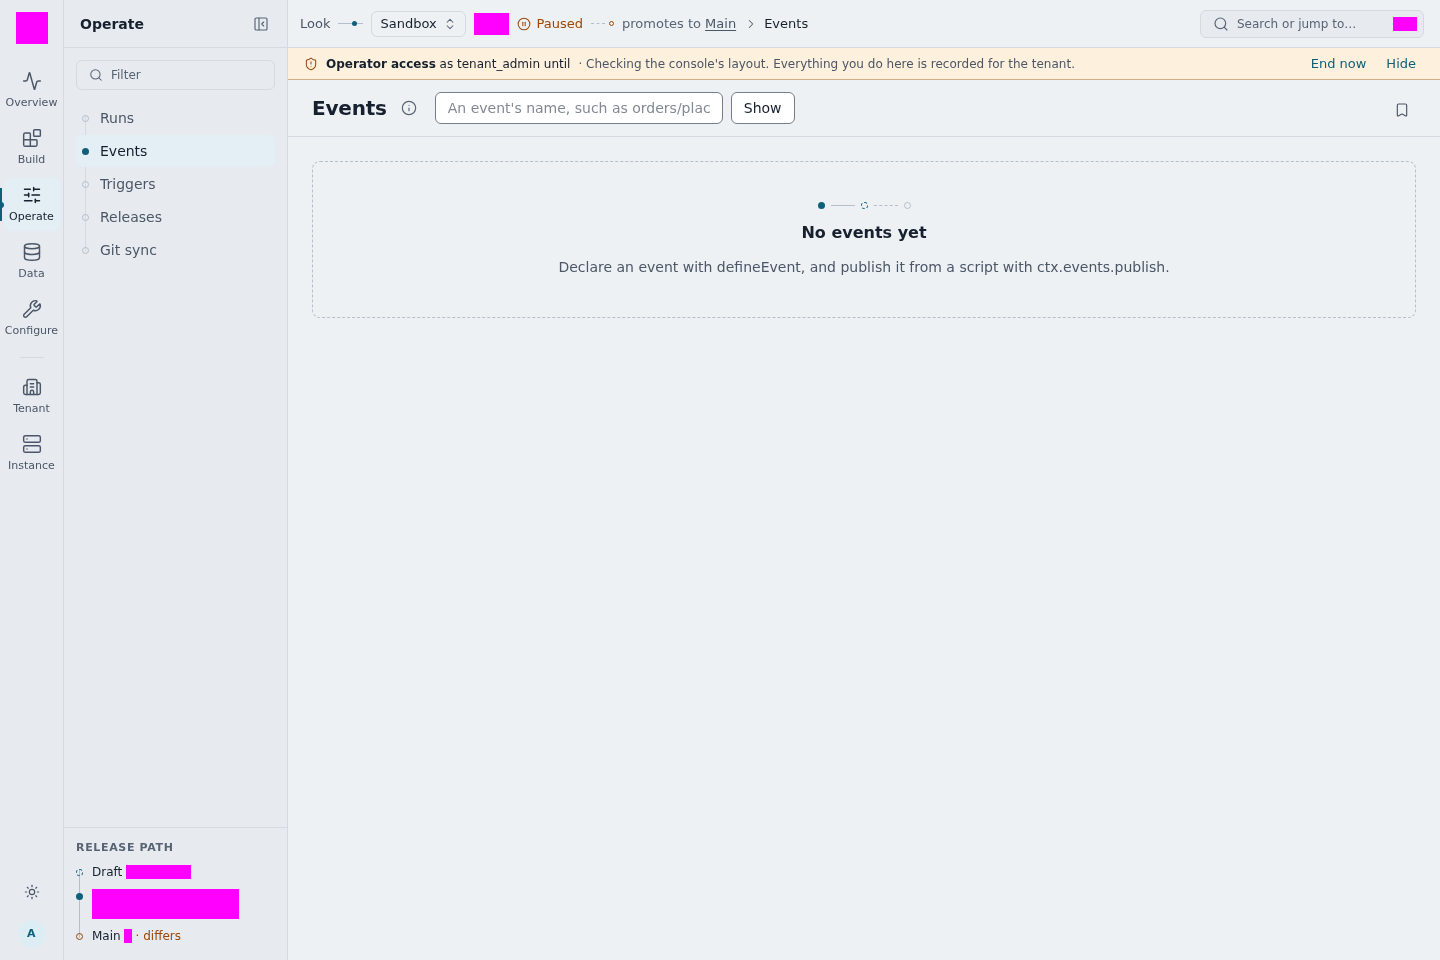 Operate
Look
Sandbox
Paused
promotes to Main
Events
Search or jump to…
Operator access as tenant_admin until · Checking the console's layout. Everything you do here is recorded for the tenant.
End now
Hide
Overview
Build
Operate
Data
Configure
Tenant
Instance
A
Filter
Runs
Events
Triggers
Releases
Git sync
Events
An event's name, such as orders/plac
Show
No events yet
Declare an event with defineEvent, and publish it from a script with ctx.events.publish.
RELEASE PATH
Draft
Main · differs